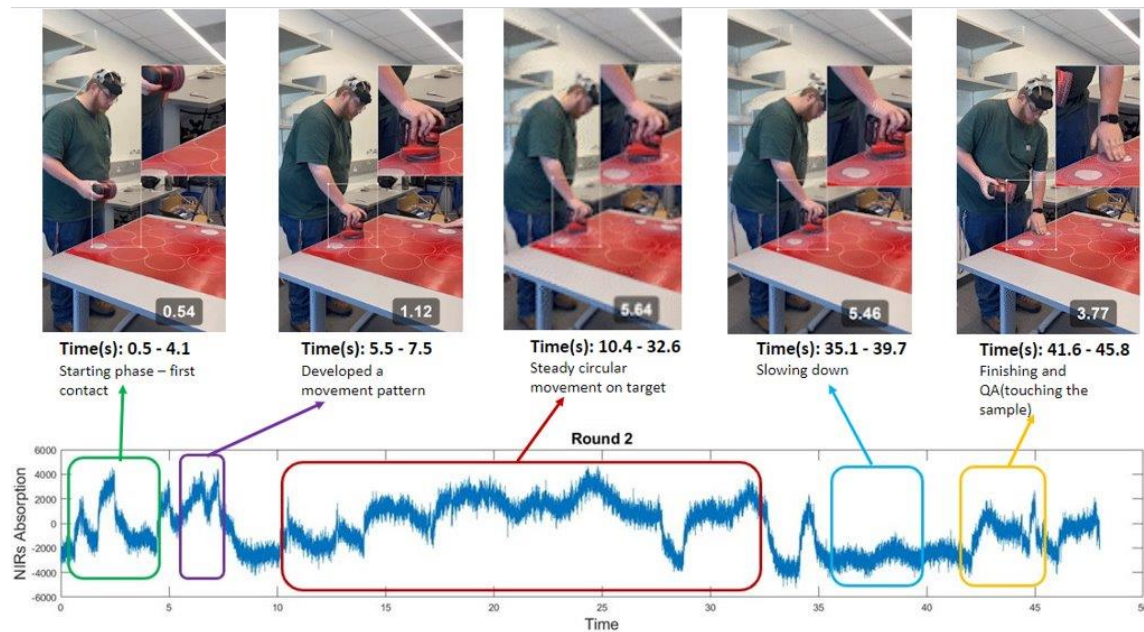 0.54
1.12
5.64
5.46
3.77
Time(s): 0.5 - 4.1
Starting phase – first
contact
Time(s): 5.5 - 7.5
Developed a
movement pattern
Time(s): 10.4 - 32.6
Steady circular
movement on target
Time(s): 35.1 - 39.7
Slowing down
Time(s): 41.6 - 45.8
Finishing and
QA(touching the
sample)
Round 2
NIRs Absorption
6000
4000
2000
0
-2000
-4000
-6000
0 5 10 15 20 25 30 35 40 45 50
Time